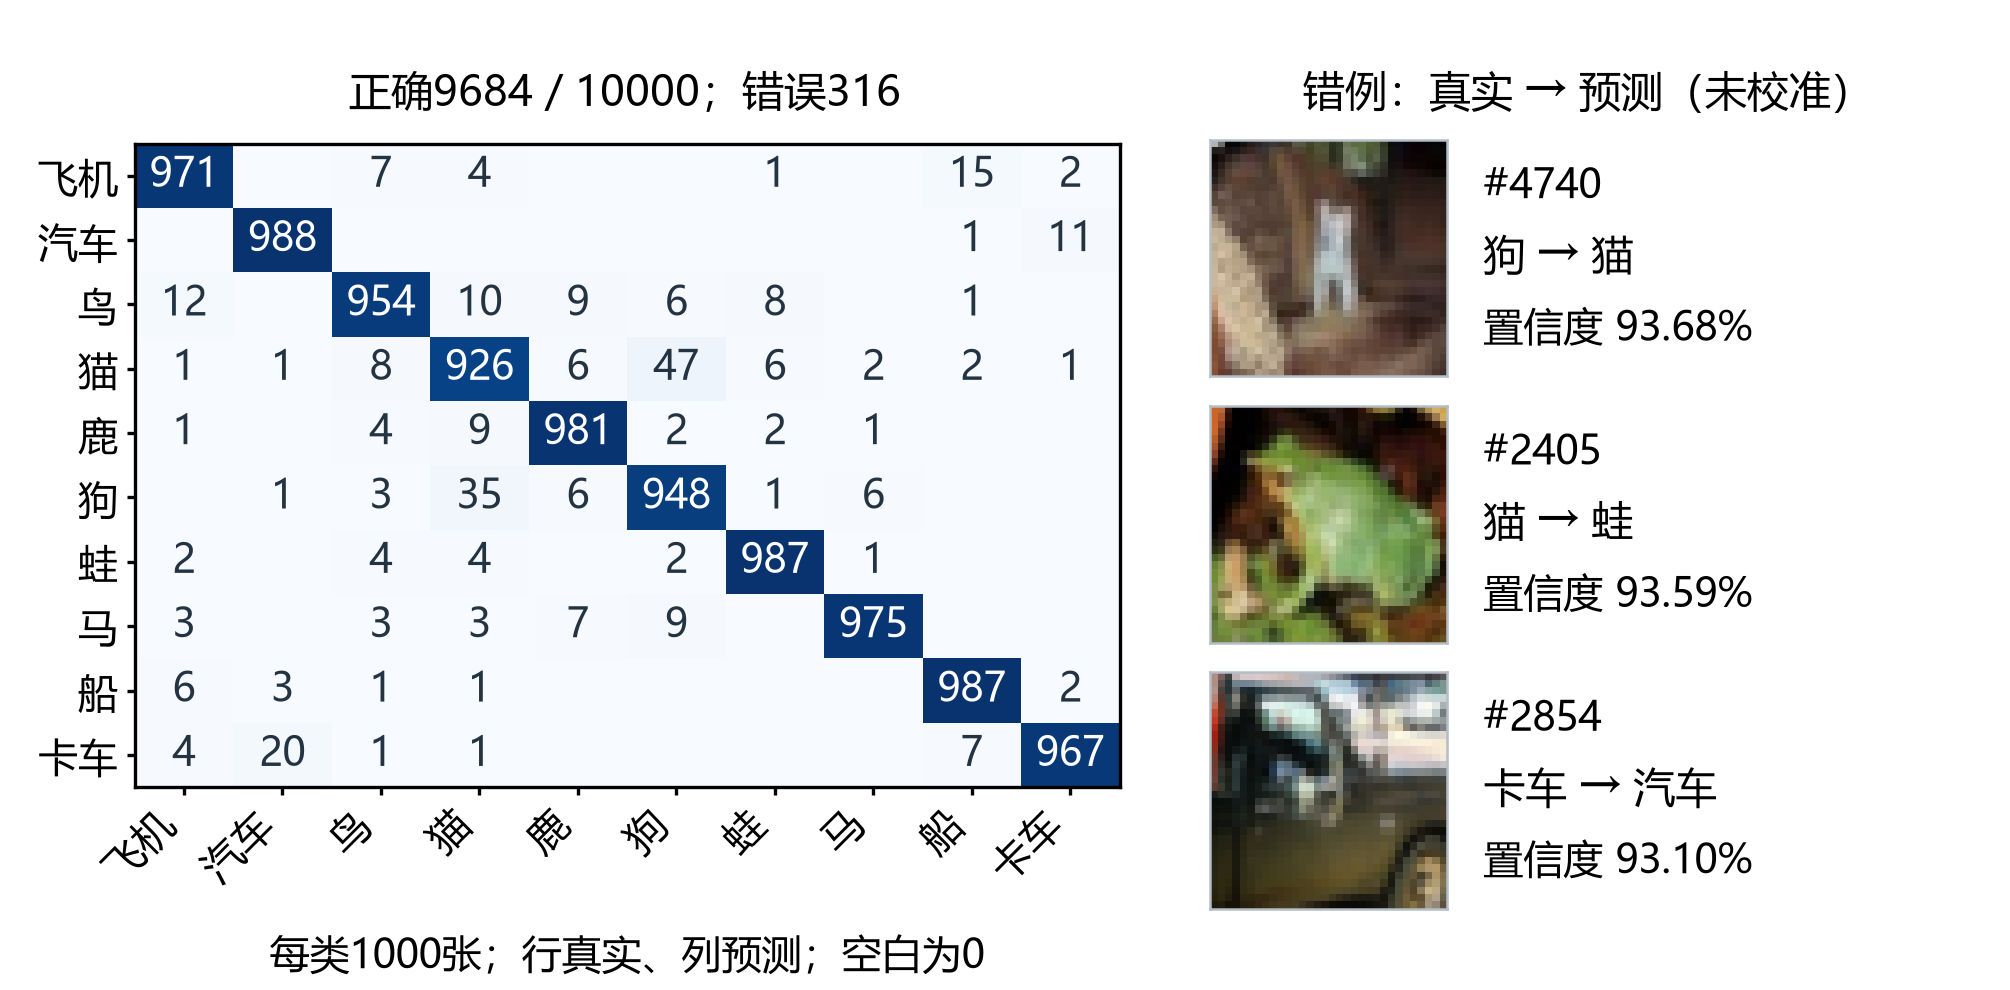 正确9684 / 10000；错误316
飞机 971 7 4 1 15 2
汽车 988 1 11
鸟 12 954 10 9 6 8 1
猫 1 1 8 926 6 47 6 2 2 1
鹿 1 4 9 981 2 2 1
狗 1 3 35 6 948 1 6
蛙 2 4 4 2 987 1
马 3 3 3 7 9 975
船 6 3 1 1 987 2
卡车 4 20 1 1 7 967
飞机 汽车 鸟 猫 鹿 狗 蛙 马 船 卡车
每类1000张；行真实、列预测；空白为0
错例：真实 → 预测（未校准）
#4740
狗 → 猫
置信度 93.68%
#2405
猫 → 蛙
置信度 93.59%
#2854
卡车 → 汽车
置信度 93.10%